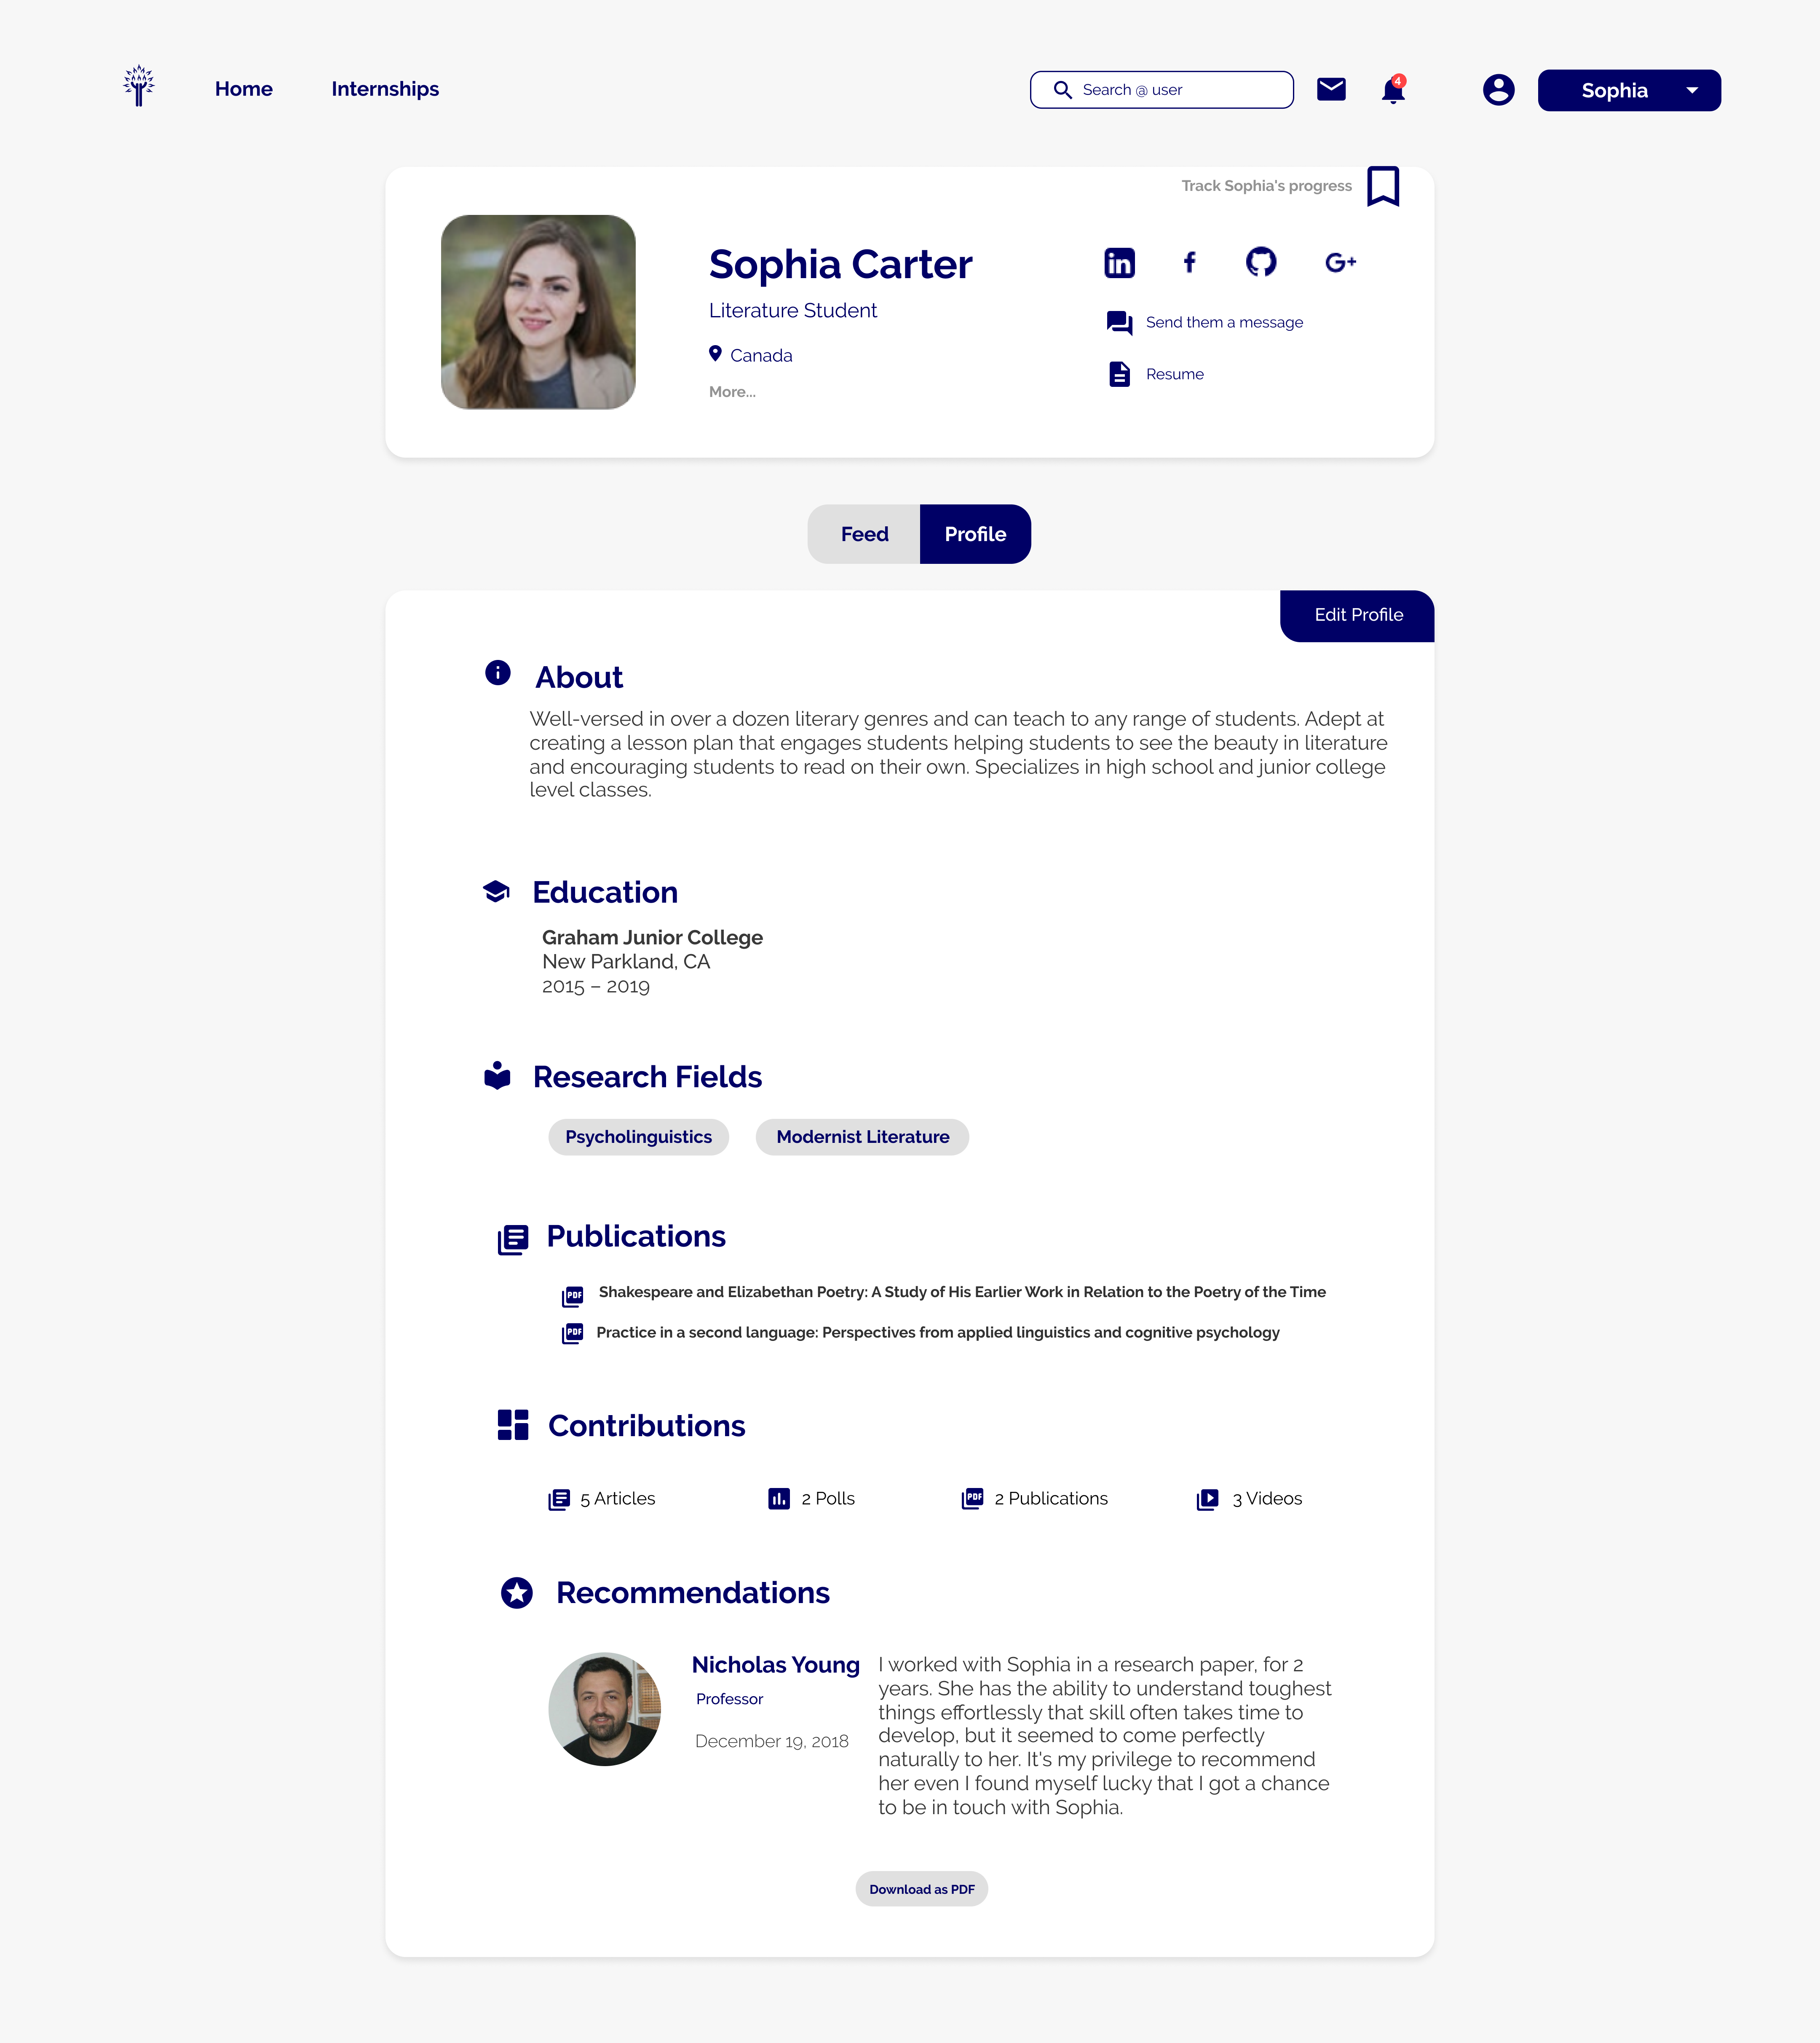 Home
Internships
Search @ user
4
Sophia
Track Sophia's progress
Sophia Carter
Literature Student
Canada
More...
in
f
G+
Send them a message
Resume
Feed
Profile
Edit Profile
About
Well-versed in over a dozen literary genres and can teach to any range of students. Adept at
creating a lesson plan that engages students helping students to see the beauty in literature
and encouraging students to read on their own. Specializes in high school and junior college
level classes.
Education
Graham Junior College
New Parkland, CA
2015 – 2019
Research Fields
Psycholinguistics
Modernist Literature
Publications
PDF
Shakespeare and Elizabethan Poetry: A Study of His Earlier Work in Relation to the Poetry of the Time
PDF
Practice in a second language: Perspectives from applied linguistics and cognitive psychology
Contributions
5 Articles
2 Polls
PDF
2 Publications
3 Videos
Recommendations
Nicholas Young
Professor
December 19, 2018
I worked with Sophia in a research paper, for 2
years. She has the ability to understand toughest
things effortlessly that skill often takes time to
develop, but it seemed to come perfectly
naturally to her. It's my privilege to recommend
her even I found myself lucky that I got a chance
to be in touch with Sophia.
Download as PDF